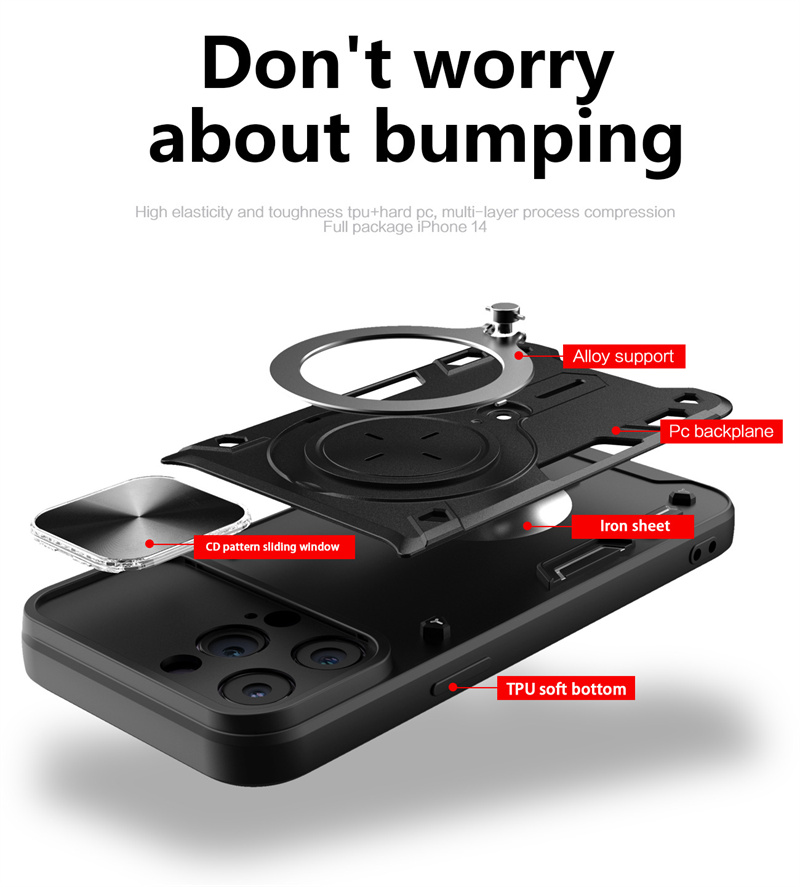 Don't worry
about bumping
High elasticity and toughness tpu+hard pc, multi-layer process compression
Full package iPhone 14
Alloy support
Pc backplane
Iron sheet
CD pattern sliding window
TPU soft bottom